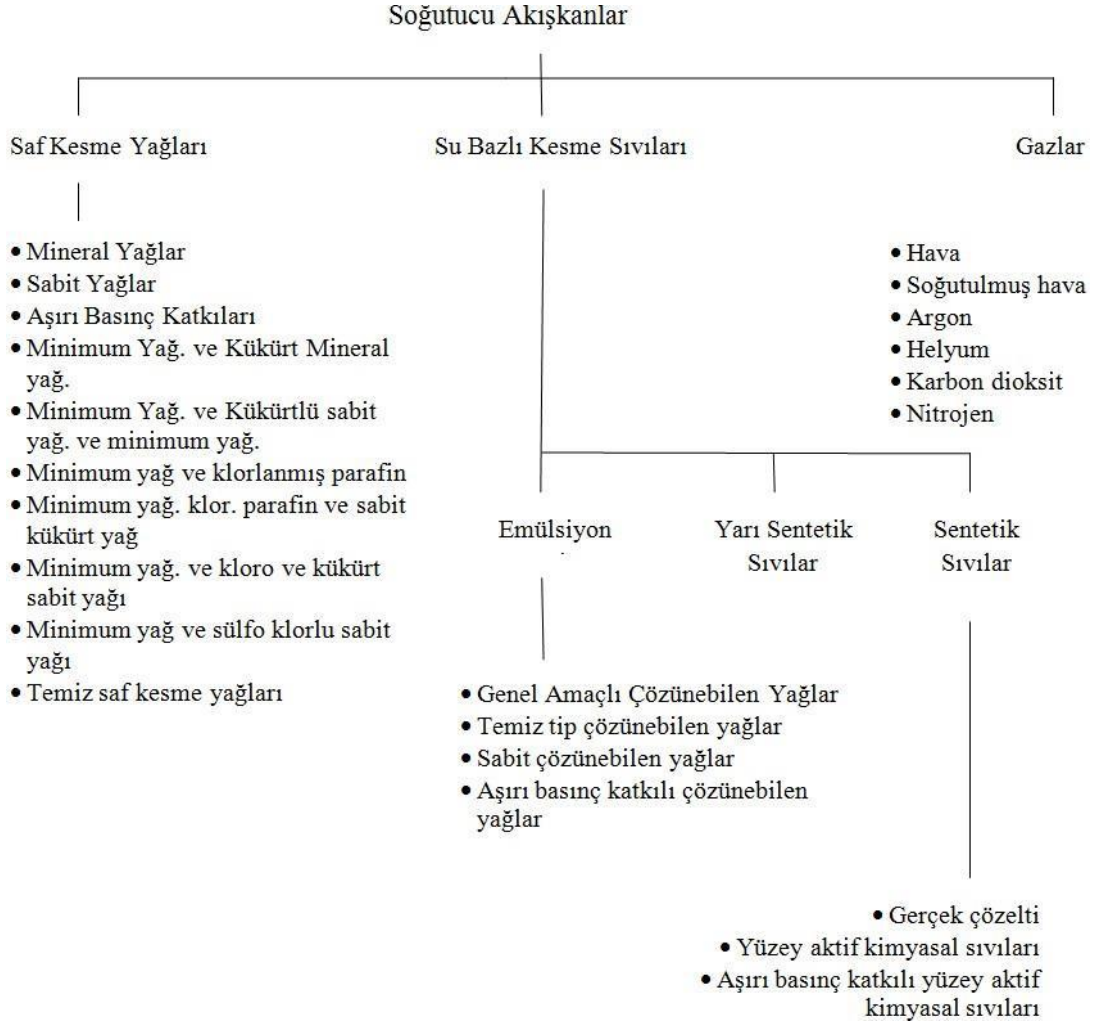 Soğutucu Akışkanlar
Saf Kesme Yağları
Su Bazlı Kesme Sıvıları
Gazlar
• Mineral Yağlar
• Sabit Yağlar
• Aşırı Basınç Katkıları
• Minimum Yağ. ve Kükürt Mineral
yağ.
• Minimum Yağ. ve Kükürtlü sabit
yağ. ve minimum yağ.
• Minimum yağ ve klorlanmış parafin
• Minimum yağ. klor. parafin ve sabit
kükürt yağ
• Minimum yağ. ve kloro ve kükürt
sabit yağı
• Minimum yağ ve sülfo klorlu sabit
yağı
• Temiz saf kesme yağları
• Hava
• Soğutulmuş hava
• Argon
• Helyum
• Karbon dioksit
• Nitrojen
Emülsiyon
Yarı Sentetik
Sıvılar
Sentetik
Sıvılar
• Genel Amaçlı Çözünebilen Yağlar
• Temiz tip çözünebilen yağlar
• Sabit çözünebilen yağlar
• Aşırı basınç katkılı çözünebilen
yağlar
• Gerçek çözelti
• Yüzey aktif kimyasal sıvıları
• Aşırı basınç katkılı yüzey aktif
kimyasal sıvıları